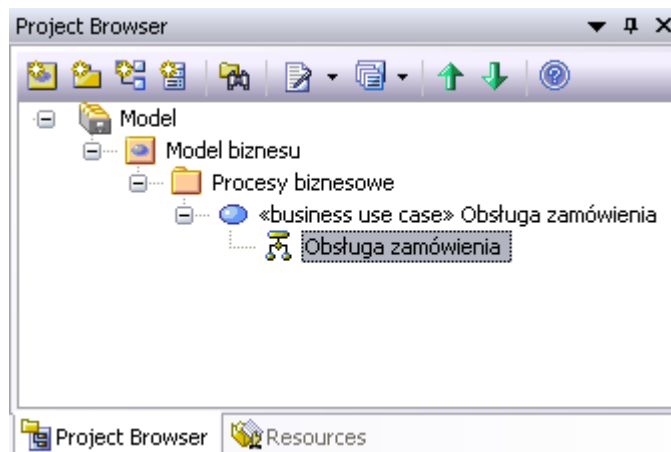 Project Browser
Model
Model biznesu
Procesy biznesowe
«business use case» Obsługa zamówienia
Obsługa zamówienia
Project Browser Resources